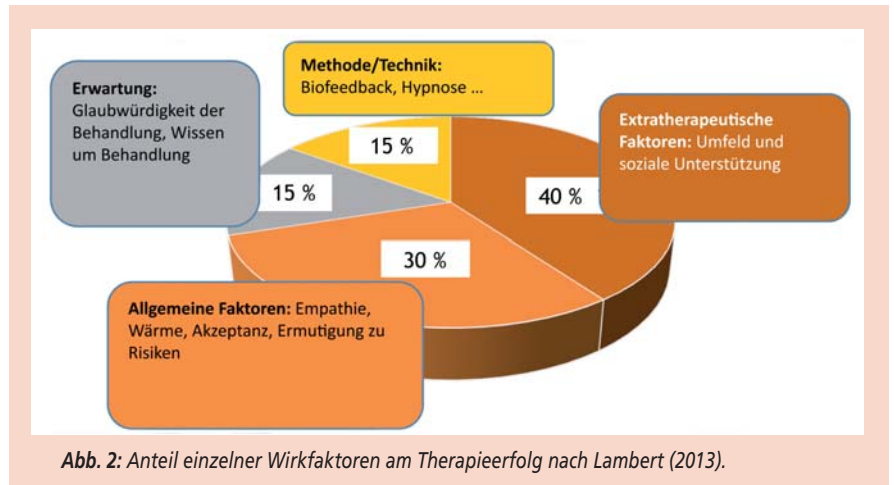 Methode/Technik:
Biofeedback, Hypnose ...
Erwartung:
Glaubwürdigkeit der
Behandlung, Wissen
um Behandlung
Extratherapeutische
Faktoren: Umfeld und
soziale Unterstützung
15 %
15 %
40 %
30 %
Allgemeine Faktoren: Empathie,
Wärme, Akzeptanz, Ermutigung zu
Risiken
Abb. 2: Anteil einzelner Wirkfaktoren am Therapieerfolg nach Lambert (2013).